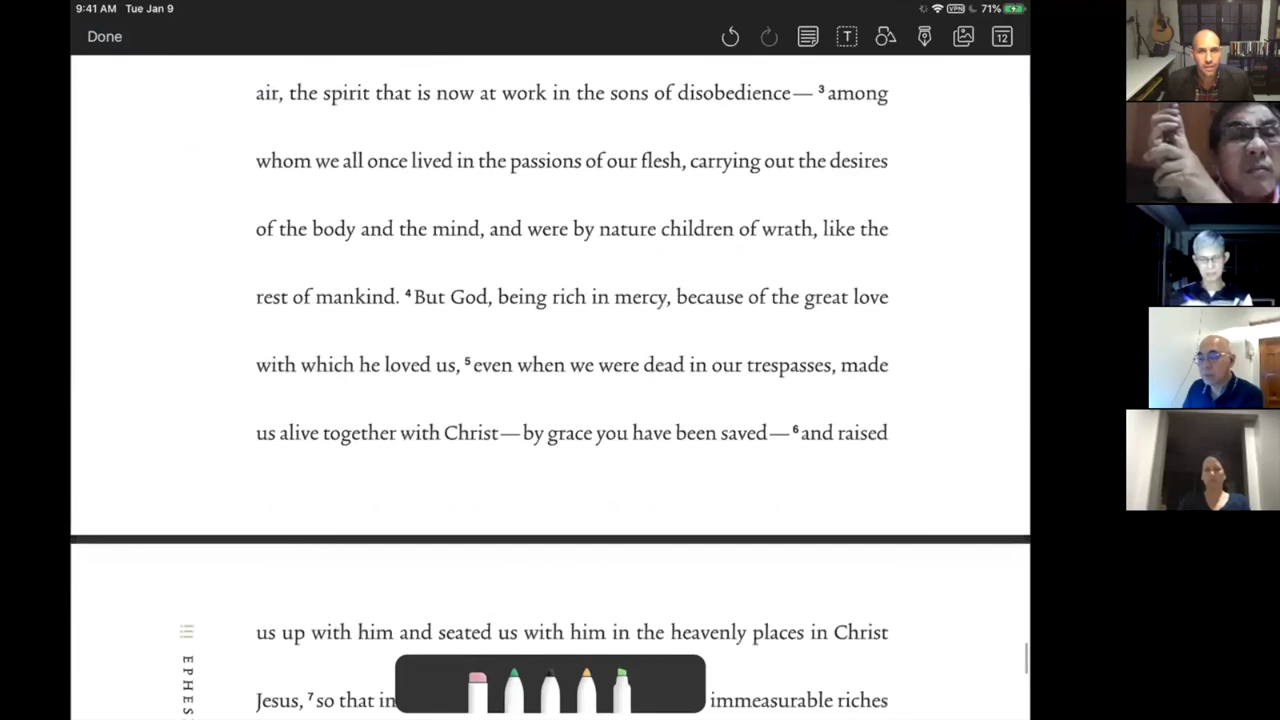 9:41 AM Tue Jan 9
VPN 71%
Done
T
12
air, the spirit that is now at work in the sons of disobedience— ³ among
whom we all once lived in the passions of our flesh, carrying out the desires
of the body and the mind, and were by nature children of wrath, like the
rest of mankind. ⁴ But God, being rich in mercy, because of the great love
with which he loved us, ⁵ even when we were dead in our trespasses, made
us alive together with Christ—by grace you have been saved— ⁶ and raised
us up with him and seated us with him in the heavenly places in Christ
Jesus, ⁷ so that in immeasurable riches
EPHES